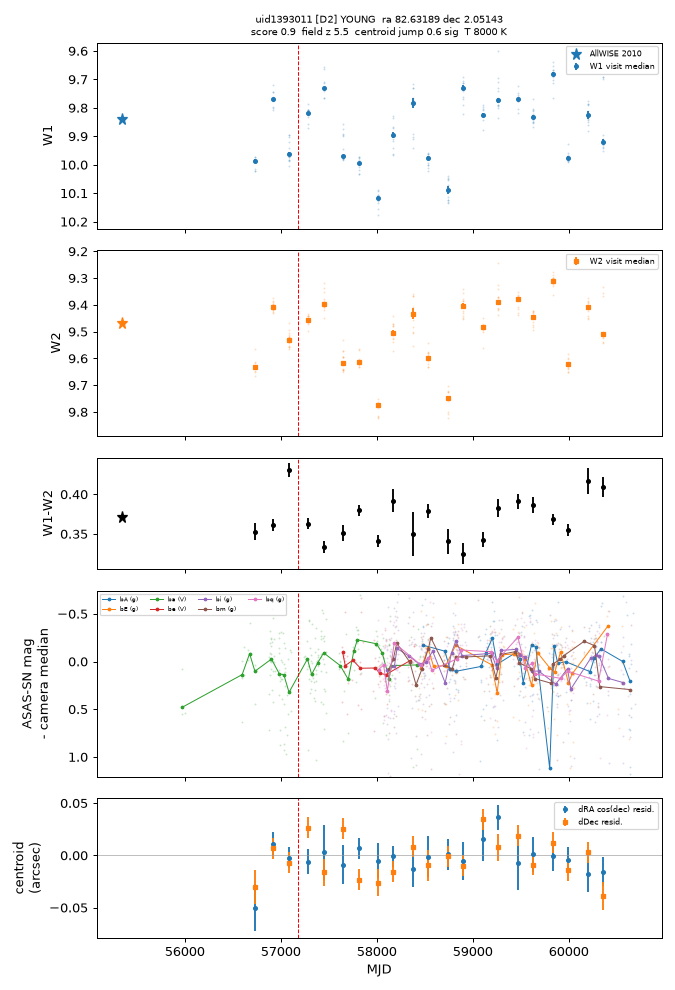 uid1393011 [D2] YOUNG ra 82.63189 dec 2.05143
score 0.9 field z 5.5 centroid jump 0.6 sig T 8000 K
9.6
9.7
9.8
9.9
10.0
10.1
10.2
W1
AllWISE 2010
W1 visit median
9.2
9.3
9.4
9.5
9.6
9.7
9.8
W2
W2 visit median
0.40
0.35
W1-W2
−0.5
0.0
0.5
1.0
ASAS-SN mag
- camera median
bA (g)
bE (g)
ba (V)
be (V)
bi (g)
bm (g)
bq (g)
0.05
0.00
−0.05
centroid
(arcsec)
dRA cos(dec) resid.
dDec resid.
56000
57000
58000
59000
60000
MJD